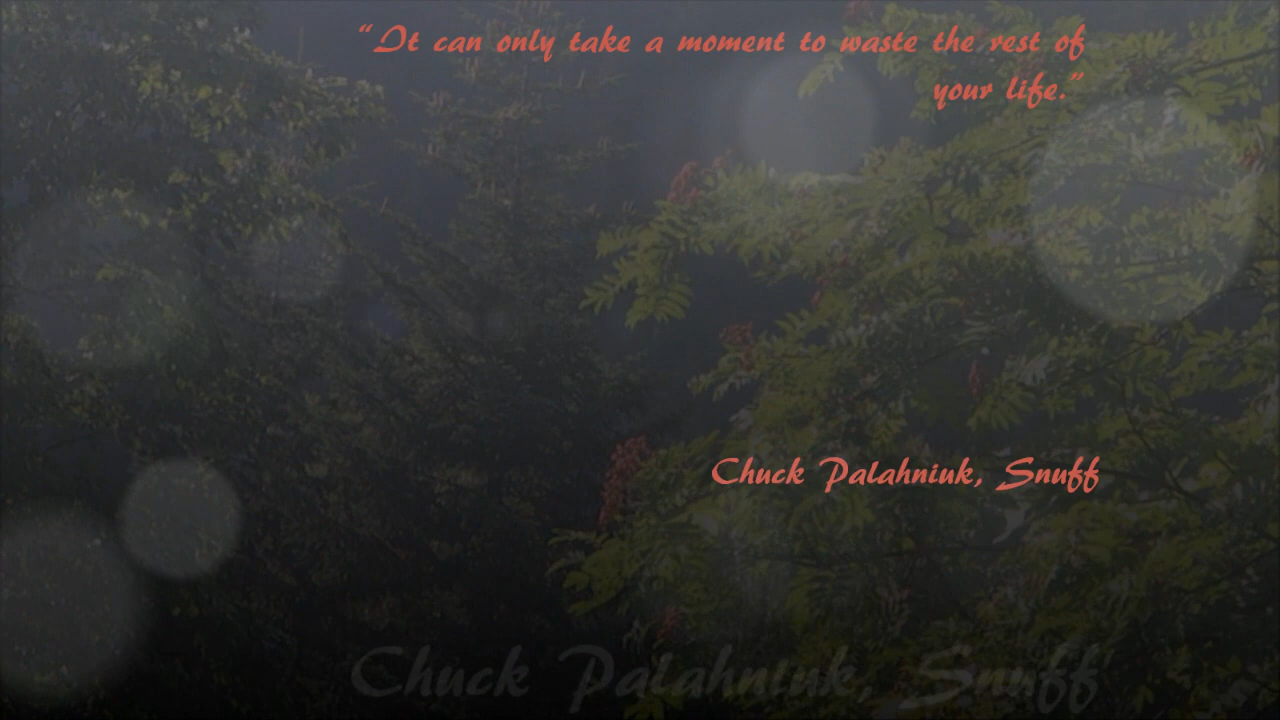 “It can only take a moment to waste the rest of
your life.”
Chuck Palahniuk, Snuff
Chuck Palahniuk, Snuff